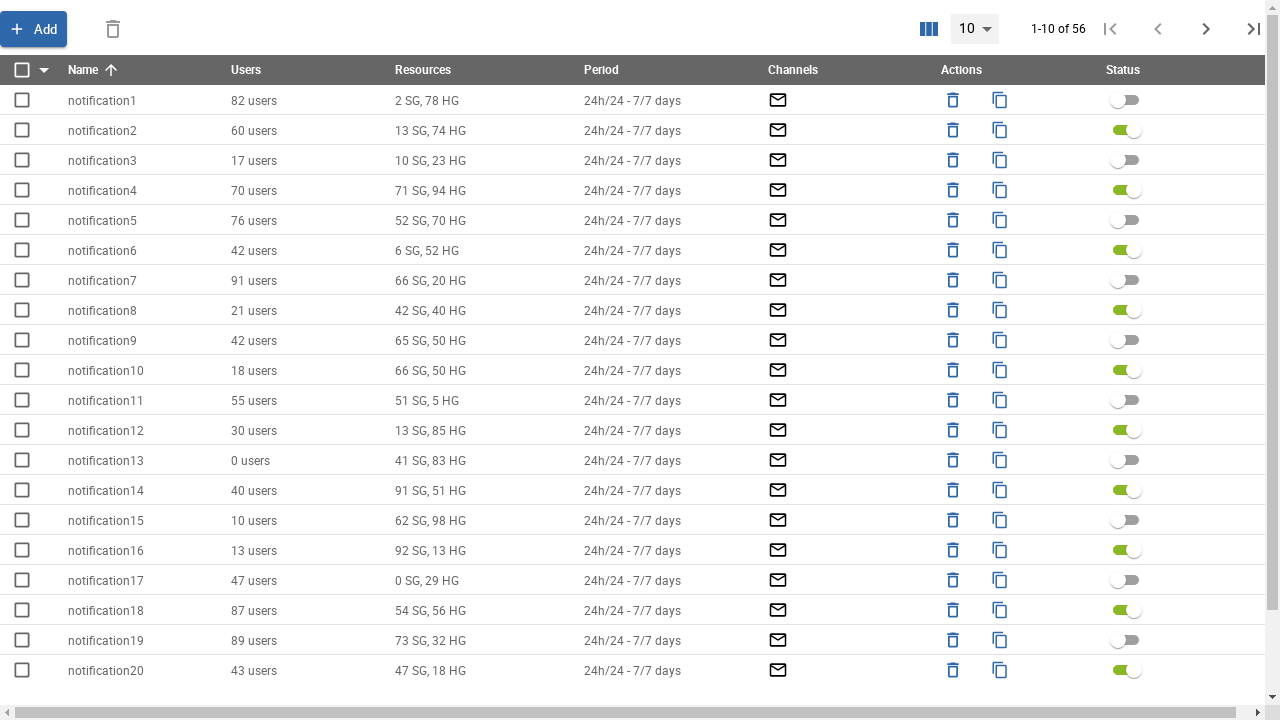 Add 10 1-10 of 56
Name Users Resources Period Channels Actions Status
notification1 82 users 2 SG, 78 HG 24h/24 - 7/7 days
notification2 60 users 13 SG, 74 HG 24h/24 - 7/7 days
notification3 17 users 10 SG, 23 HG 24h/24 - 7/7 days
notification4 70 users 71 SG, 94 HG 24h/24 - 7/7 days
notification5 76 users 52 SG, 70 HG 24h/24 - 7/7 days
notification6 42 users 6 SG, 52 HG 24h/24 - 7/7 days
notification7 91 users 66 SG, 20 HG 24h/24 - 7/7 days
notification8 21 users 42 SG, 40 HG 24h/24 - 7/7 days
notification9 42 users 65 SG, 50 HG 24h/24 - 7/7 days
notification10 18 users 66 SG, 50 HG 24h/24 - 7/7 days
notification11 55 users 51 SG, 5 HG 24h/24 - 7/7 days
notification12 30 users 13 SG, 85 HG 24h/24 - 7/7 days
notification13 0 users 41 SG, 83 HG 24h/24 - 7/7 days
notification14 40 users 91 SG, 51 HG 24h/24 - 7/7 days
notification15 10 users 62 SG, 98 HG 24h/24 - 7/7 days
notification16 13 users 92 SG, 13 HG 24h/24 - 7/7 days
notification17 47 users 0 SG, 29 HG 24h/24 - 7/7 days
notification18 87 users 54 SG, 56 HG 24h/24 - 7/7 days
notification19 89 users 73 SG, 32 HG 24h/24 - 7/7 days
notification20 43 users 47 SG, 18 HG 24h/24 - 7/7 days